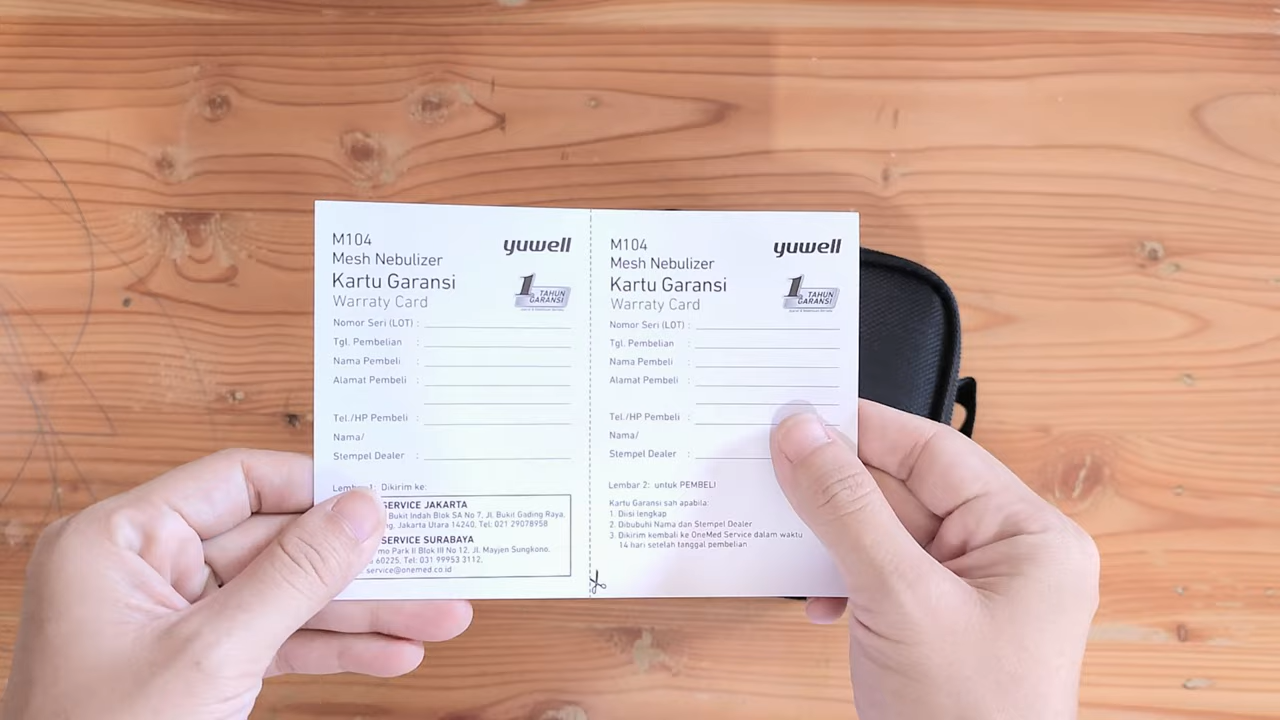 M104
Mesh Nebulizer
Kartu Garansi
Warraty Card
yuwell
1 TAHUN
GARANSI
Nomor Seri (LOT) :
Tgl. Pembelian :
Nama Pembeli :
Alamat Pembeli :
Tel./HP Pembeli :
Nama/
Stempel Dealer :
Dikirim ke:
SERVICE JAKARTA
Bukit Indah Blok SA No 7, Jl. Bukit Gading Raya,
Jakarta Utara 14240, Tel: 021 29078958
SERVICE SURABAYA
Park II Blok III No 12, Jl. Mayjen Sungkono,
60225, Tel: 031 99953 3112,
service@onemed.co.id
M104
Mesh Nebulizer
Kartu Garansi
Warraty Card
yuwell
1 TAHUN
GARANSI
Nomor Seri (LOT) :
Tgl. Pembelian :
Nama Pembeli :
Alamat Pembeli :
Tel./HP Pembeli :
Nama/
Stempel Dealer :
Lembar 2: untuk PEMBELI
Kartu Garansi sah apabila:
1. Diisi lengkap
2. Dibubuhi Nama dan Stempel Dealer
3. Dikirim kembali ke OneMed Service dalam waktu
14 hari setelah tanggal pembelian